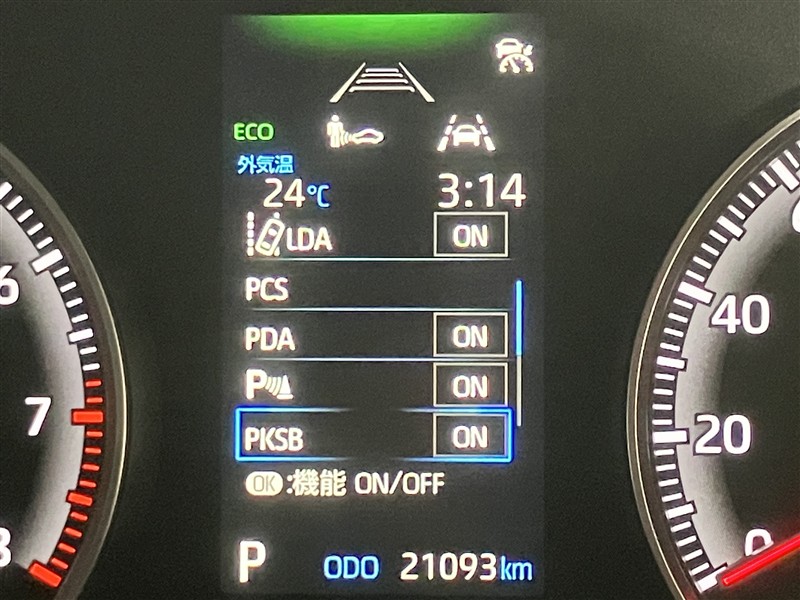 ECO
外気温
24℃ 3:14
LDA ON
PCS
PDA ON
P ON
PKSB ON
OK:機能 ON/OFF
P ODO 21093km
6
7
8
40
20
0